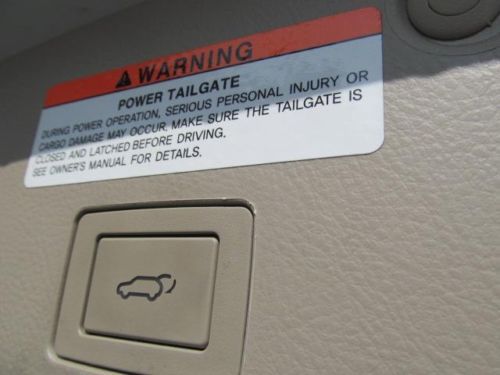 WARNING
POWER TAILGATE
DURING POWER OPERATION, SERIOUS PERSONAL INJURY OR
CARGO DAMAGE MAY OCCUR. MAKE SURE THE TAILGATE IS
CLOSED AND LATCHED BEFORE DRIVING.
SEE OWNER'S MANUAL FOR DETAILS.